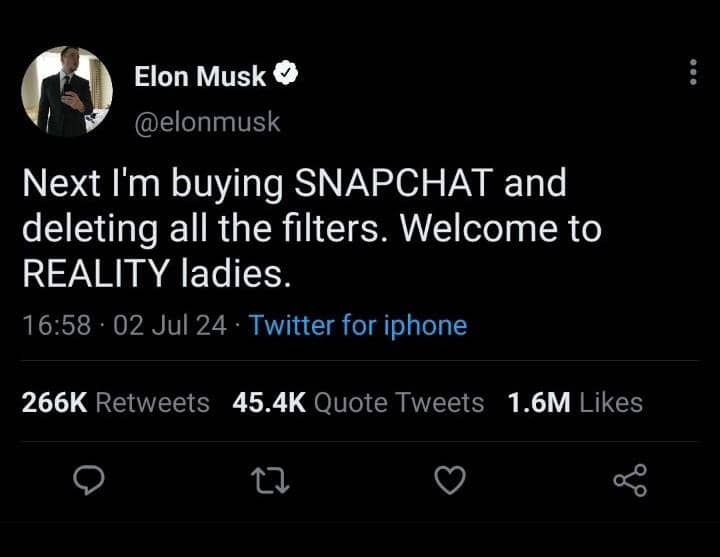 Elon Musk
@elonmusk
Next I'm buying SNAPCHAT and
deleting all the filters. Welcome to
REALITY ladies.
16:58 · 02 Jul 24 · Twitter for iphone
266K Retweets 45.4K Quote Tweets 1.6M Likes